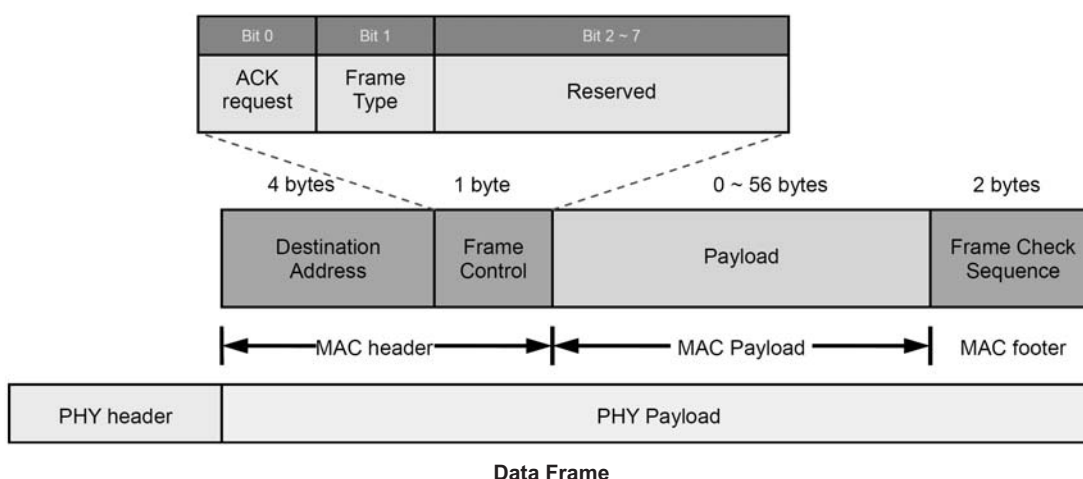 Bit 0 Bit 1 Bit 2 ~ 7
ACK request
Frame Type
Reserved
4 bytes 1 byte 0 ~ 56 bytes 2 bytes
Destination Address
Frame Control
Payload
Frame Check Sequence
MAC header MAC Payload MAC footer
PHY header PHY Payload
Data Frame